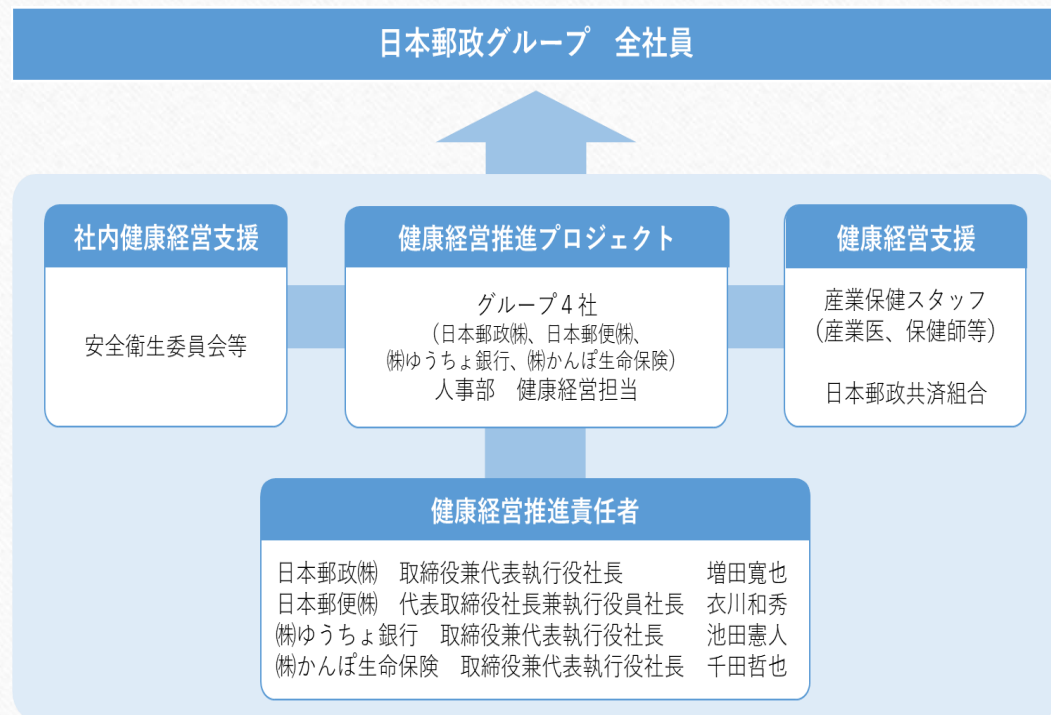 日本郵政グループ　全社員
社内健康経営支援
安全衛生委員会等
健康経営推進プロジェクト
グループ４社
(日本郵政㈱、日本郵便㈱、
㈱ゆうちょ銀行、㈱かんぽ生命保険)
人事部　健康経営担当
健康経営支援
産業保健スタッフ
(産業医、保健師等)
日本郵政共済組合
健康経営推進責任者
日本郵政㈱　取締役兼代表執行役社長　増田寛也
日本郵便㈱　代表取締役社長兼執行役員社長　衣川和秀
㈱ゆうちょ銀行　取締役兼代表執行役社長　池田憲人
㈱かんぽ生命保険　取締役兼代表執行役社長　千田哲也